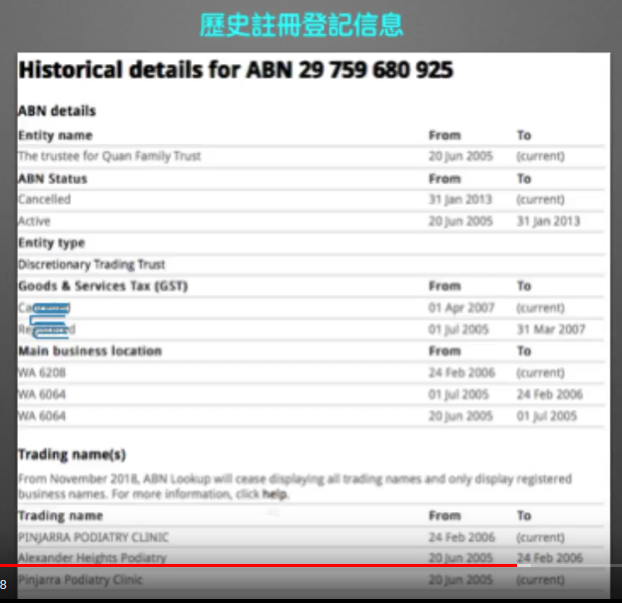 歷史註冊登記信息
Historical details for ABN 29 759 680 925
ABN details
Entity name From To
The trustee for Quan Family Trust 20 Jun 2005 (current)
ABN Status From To
Cancelled 31 Jan 2013 (current)
Active 20 Jun 2005 31 Jan 2013
Entity type
Discretionary Trading Trust
Goods & Services Tax (GST) From To
01 Apr 2007 (current)
01 Jul 2005 31 Mar 2007
Main business location From To
WA 6208 24 Feb 2006 (current)
WA 6064 01 Jul 2005 24 Feb 2006
WA 6064 20 Jun 2005 01 Jul 2005
Trading name(s)
From November 2018, ABN Lookup will cease displaying all trading names and only display registered
business names. For more information, click help.
Trading name From To
PINJARRA PODIATRY CLINIC 24 Feb 2006 (current)
Alexander Heights Podiatry 20 Jun 2005 24 Feb 2006
8
Pinjarra Podiatry Clinic 20 Jun 2005 (current)